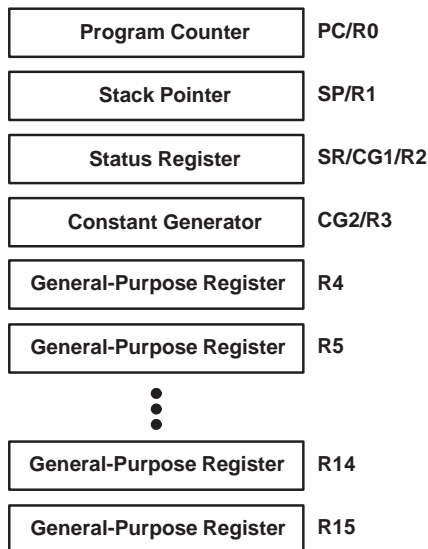 Program Counter PC/R0
Stack Pointer SP/R1
Status Register SR/CG1/R2
Constant Generator CG2/R3
General-Purpose Register R4
General-Purpose Register R5
General-Purpose Register R14
General-Purpose Register R15